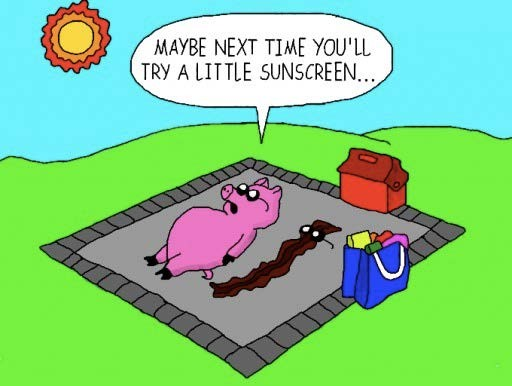 MAYBE NEXT TIME YOU'LL
TRY A LITTLE SUNSCREEN...